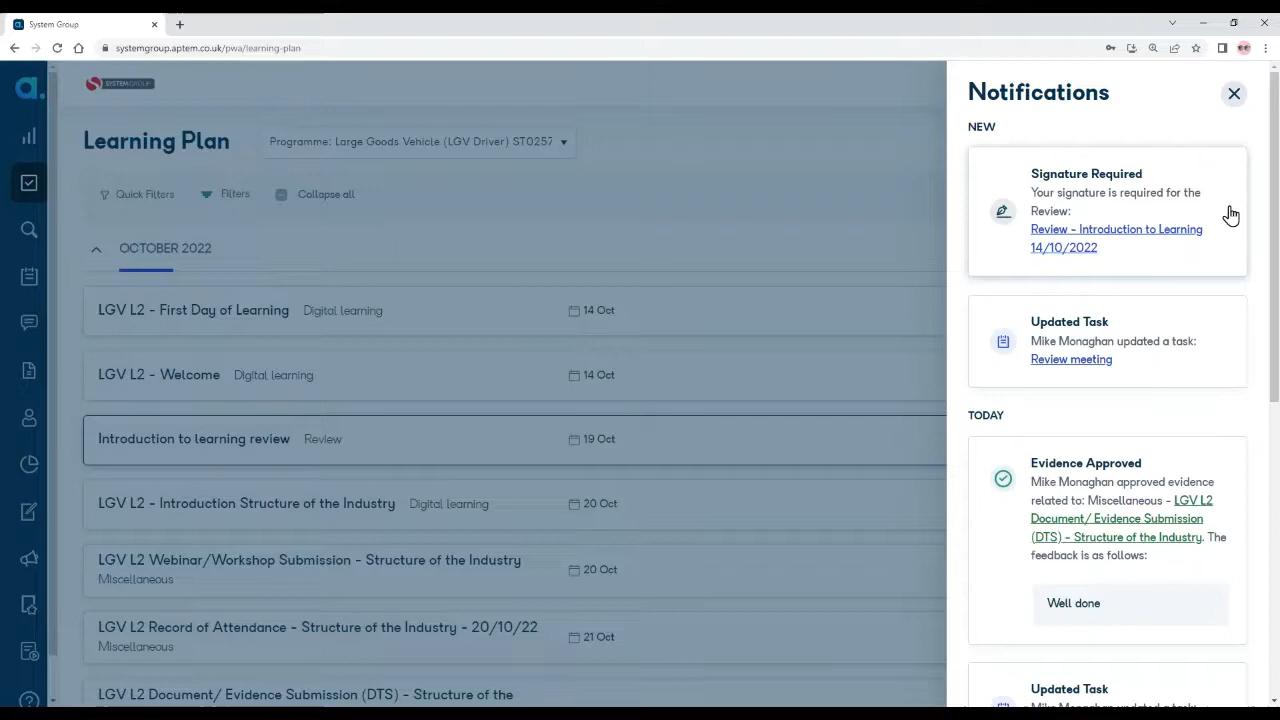 System Group
systemgroup.aptem.co.uk/pwa/learning-plan
a.
SYSTEMGROUP
Learning Plan
Programme: Large Goods Vehicle (LGV Driver) ST0257
Quick Filters
Filters
Collapse all
OCTOBER 2022
LGV L2 - First Day of Learning Digital learning 14 Oct
LGV L2 - Welcome Digital learning 14 Oct
Introduction to learning review Review 19 Oct
LGV L2 - Introduction Structure of the Industry Digital learning 20 Oct
LGV L2 Webinar/Workshop Submission - Structure of the Industry
Miscellaneous
20 Oct
LGV L2 Record of Attendance - Structure of the Industry - 20/10/22
Miscellaneous
21 Oct
LGV L2 Document/ Evidence Submission (DTS) - Structure of the
Notifications
NEW
Signature Required
Your signature is required for the
Review:
Review - Introduction to Learning
14/10/2022
Updated Task
Mike Monaghan updated a task:
Review meeting
TODAY
Evidence Approved
Mike Monaghan approved evidence
related to: Miscellaneous - LGV L2
Document/ Evidence Submission
(DTS) - Structure of the Industry. The
feedback is as follows:
Well done
Updated Task
Mike Monaghan updated a task: